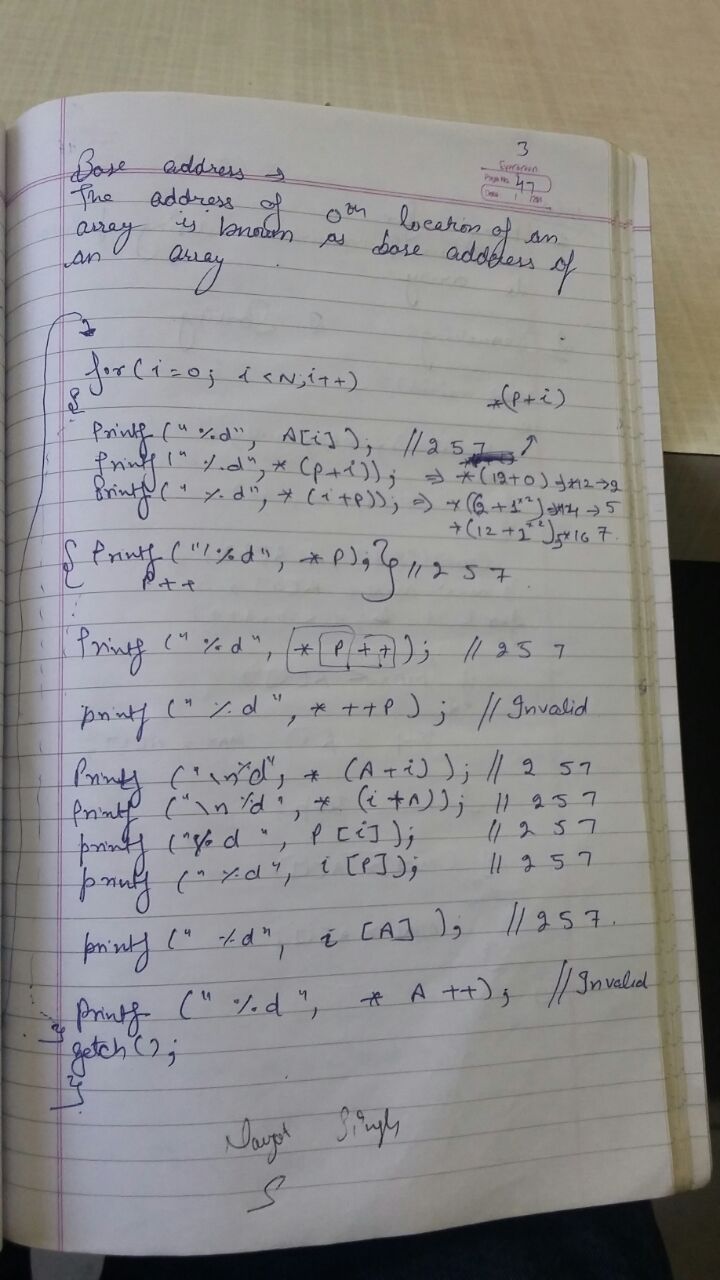 3
Page No. 47
Date
Base address →
The address of 0th location of an
array is known as base address of
an array.
for(i=0; i<N; i++)
{
*(P+i)
Printf ("%d", A[i]); // 2 5 7
Printf (" %d", *(P+i)); ⇒ *(12+0) → *12 → 2
Printf (" %d", *(i+P)); ⇒ *(12+1*2) → *14 → 5
*(12+2*2) → *16 7.
{ Printf ("%d", *P); } // 2 5 7
P++
Printf ("%d", *P++); // 2 5 7
printf (" %d ", *++P); // Invalid
Printf ("\n%d", *(A+i)); // 2 5 7
Printf ("\n %d", *(i+A)); // 2 5 7
printf ("%d ", P[i]); // 2 5 7
printf (" %d", i[P]); // 2 5 7
printf (" %d", i [A]); // 2 5 7.
}
Printf (" %d ", * A ++); // Invalid
getch();
}
Singh